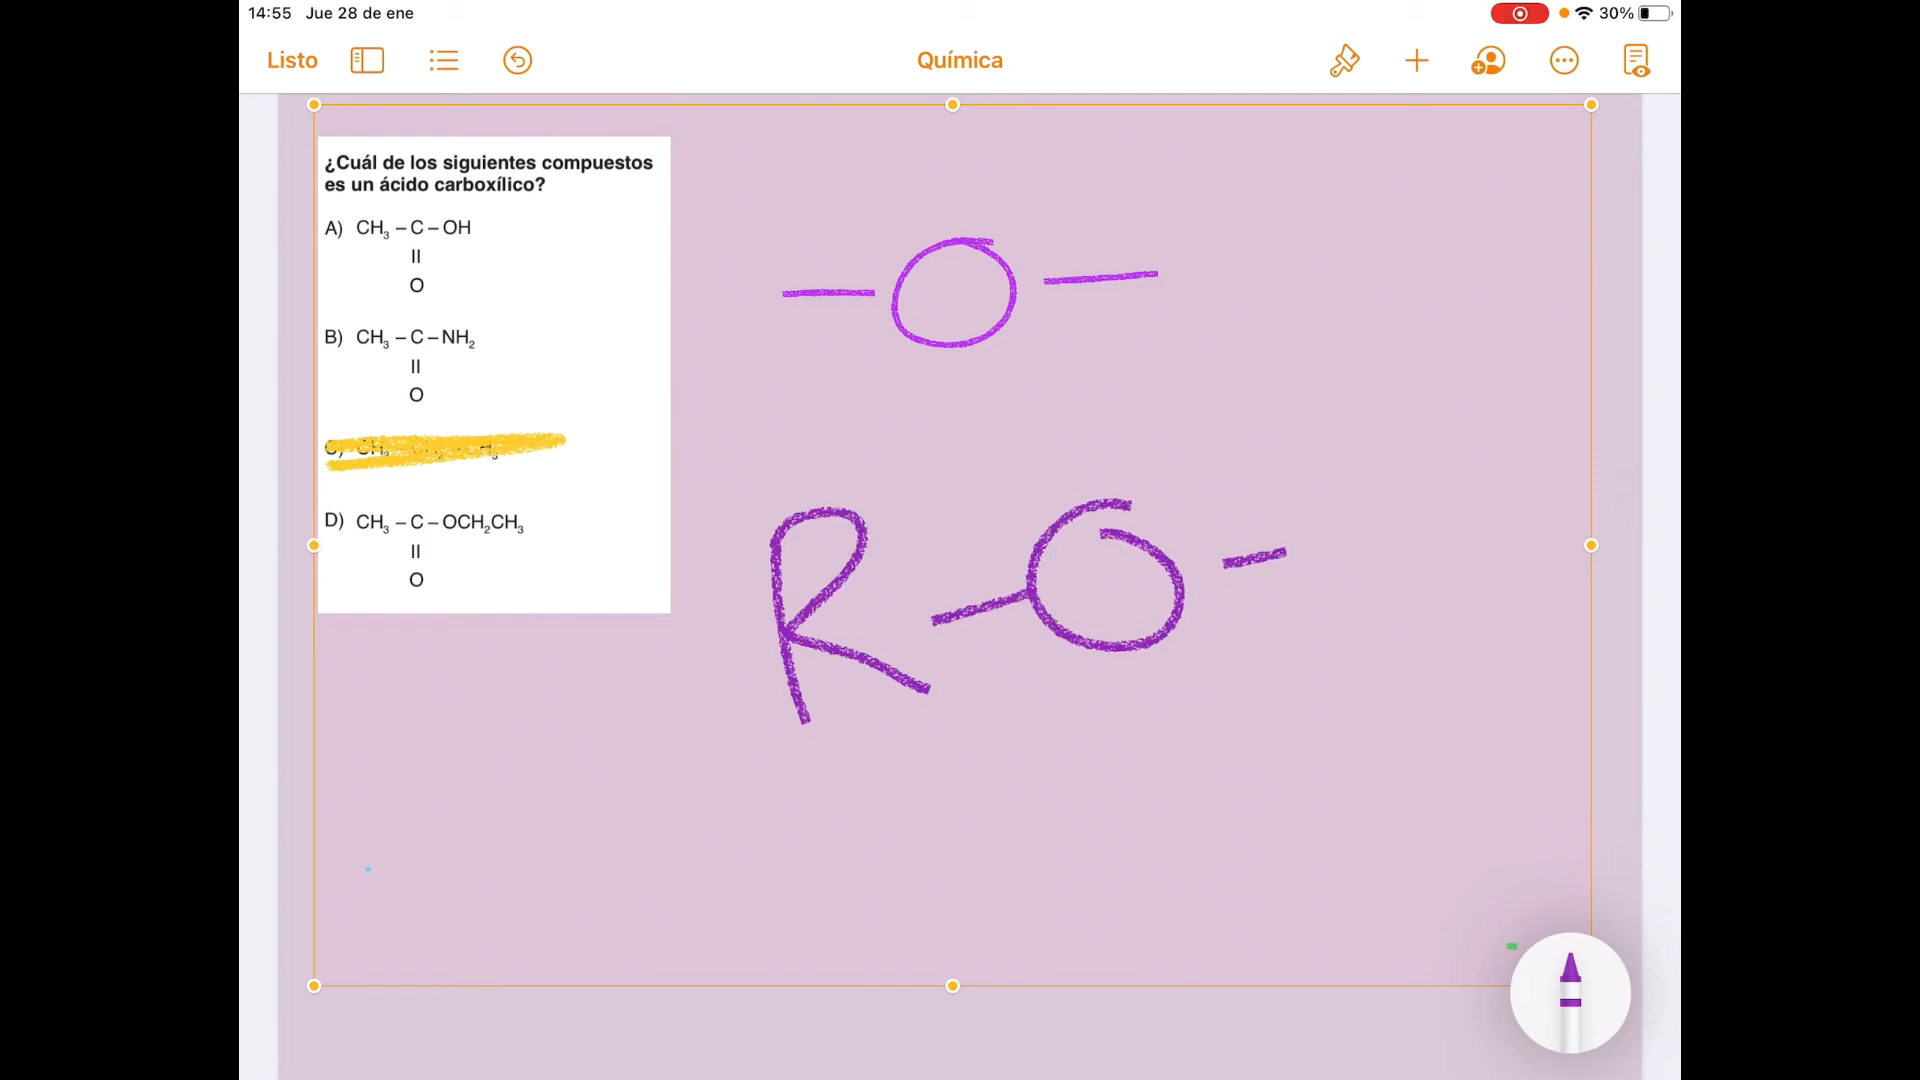 14:55 Jue 28 de ene
30%
Listo
Química
¿Cuál de los siguientes compuestos
es un ácido carboxílico?
A) CH₃ – C – OH
||
O
B) CH₃ – C – NH₂
||
O
C)
D) CH₃ – C – OCH₂CH₃
||
O
– O –
R – O –